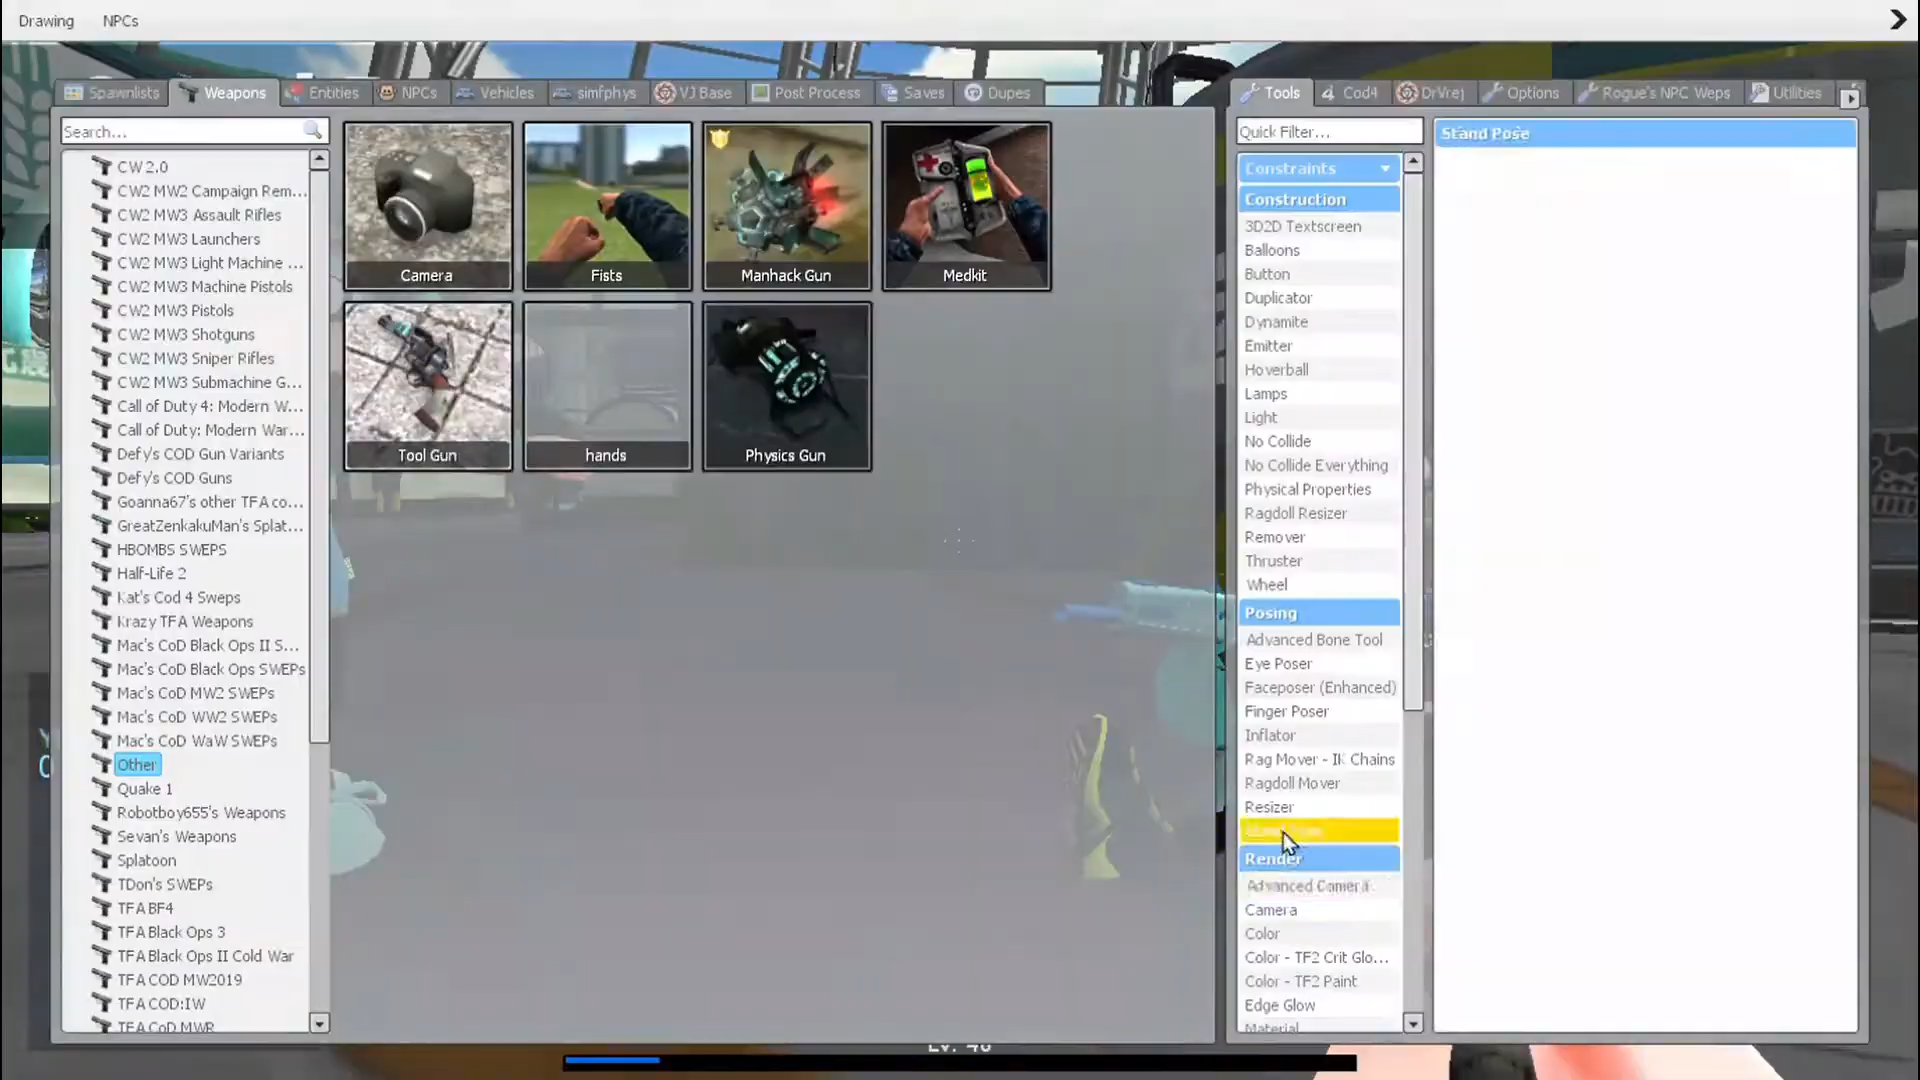 Drawing NPCs
Spawnlists Weapons Entities NPCs Vehicles simfphys VJ Base Post Process Saves Dupes
Search...
CW 2.0
CW2 MW2 Campaign Rem...
CW2 MW3 Assault Rifles
CW2 MW3 Launchers
CW2 MW3 Light Machine ...
CW2 MW3 Machine Pistols
CW2 MW3 Pistols
CW2 MW3 Shotguns
CW2 MW3 Sniper Rifles
CW2 MW3 Submachine G...
Call of Duty 4: Modern W...
Call of Duty: Modern War...
Defy's COD Gun Variants
Defy's COD Guns
Goanna67's other TFA co...
GreatZenkakuMan's Splat...
HBOMBS SWEPS
Half-Life 2
Kat's Cod 4 Sweps
Krazy TFA Weapons
Mac's CoD Black Ops II S...
Mac's CoD Black Ops SWEPs
Mac's CoD MW2 SWEPs
Mac's CoD WW2 SWEPs
Mac's CoD WaW SWEPs
Other
Quake 1
Robotboy655's Weapons
Sevan's Weapons
Splatoon
TDon's SWEPs
TFA BF4
TFA Black Ops 3
TFA Black Ops II Cold War
TFA COD MW2019
TFA COD:IW
TFA CoD MWR
Camera
Fists
Manhack Gun
Medkit
Tool Gun
hands
Physics Gun
Tools Cod4 DrVrej Options Rogue's NPC Weps Utilities
Quick Filter...
Constraints
Construction
3D2D Textscreen
Balloons
Button
Duplicator
Dynamite
Emitter
Hoverball
Lamps
Light
No Collide
No Collide Everything
Physical Properties
Ragdoll Resizer
Remover
Thruster
Wheel
Posing
Advanced Bone Tool
Eye Poser
Faceposer (Enhanced)
Finger Poser
Inflator
Rag Mover - IK Chains
Ragdoll Mover
Resizer
Stand Pose
Render
Advanced Camera
Camera
Color
Color - TF2 Crit Glo...
Color - TF2 Paint
Edge Glow
Material
Stand Pose